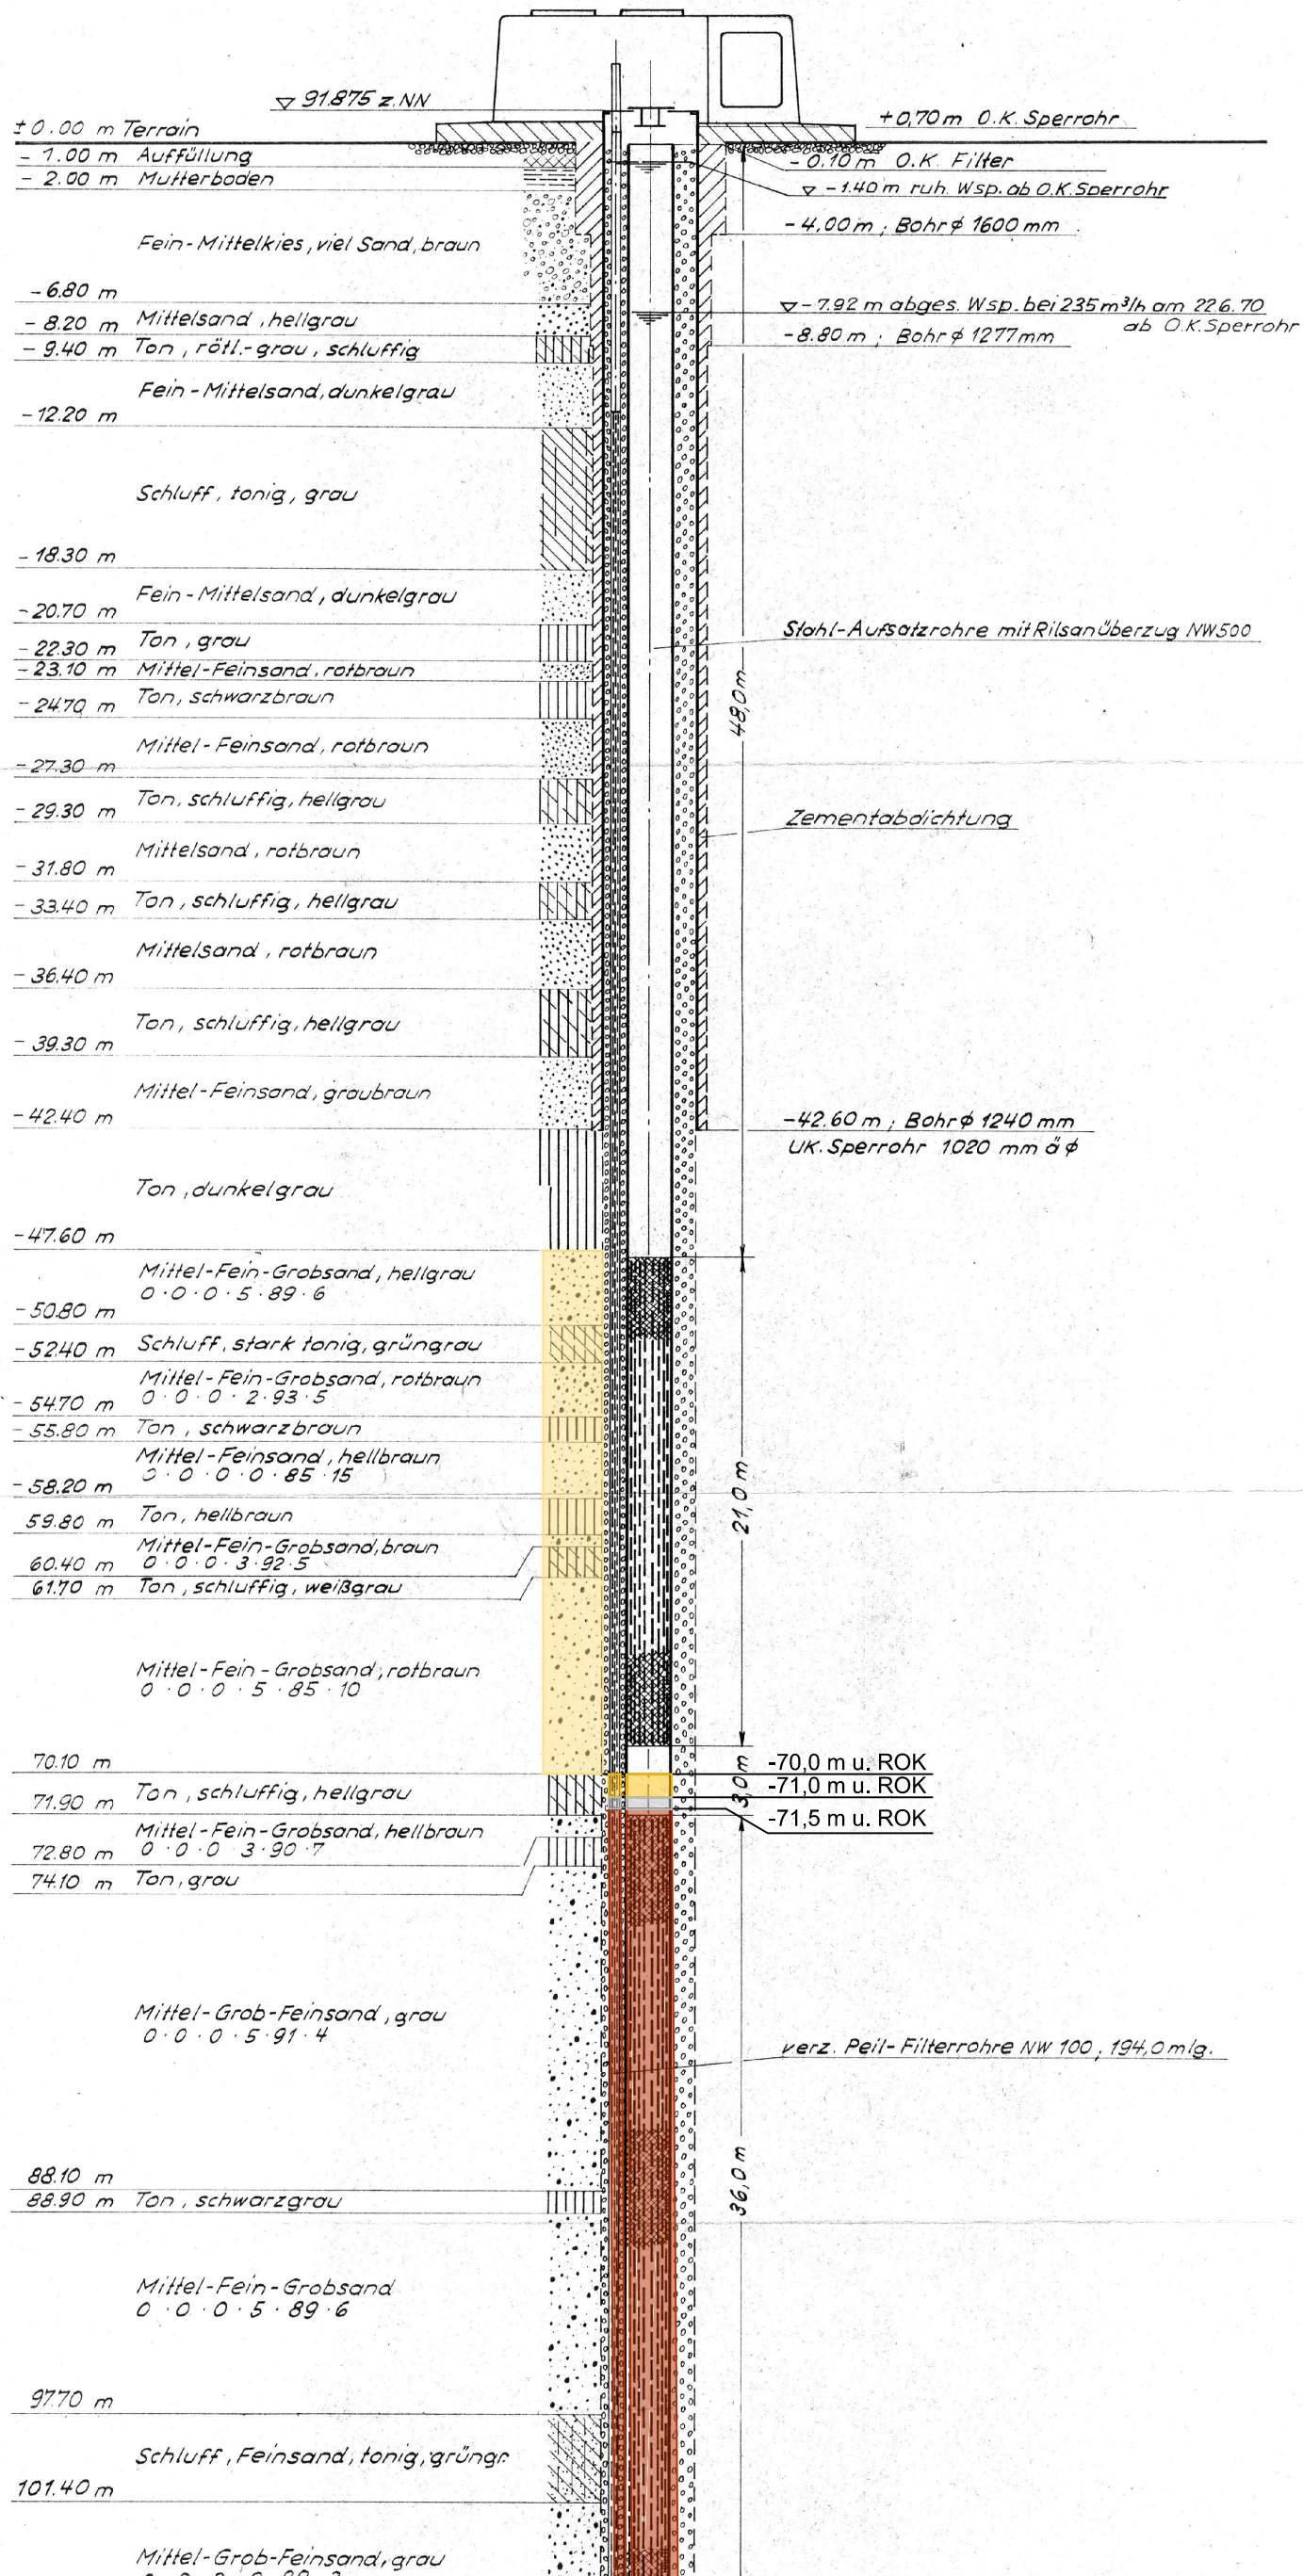 ▽ 91.875 z.NN
± 0.00 m Terrain
+0,70 m O.K. Sperrohr
- 1.00 m Auffüllung
- 0.10 m O.K. Filter
- 2.00 m Mutterboden
▽ -1.40 m ruh. Wsp. ab O.K. Sperrohr
- 4.00 m ; Bohr ϕ 1600 mm
Fein-Mittelkies, viel Sand, braun
- 6.80 m
▽ - 7.92 m abges. Wsp. bei 235 m³/h am 22.6.70
ab O.K. Sperrohr
- 8.20 m Mittelsand, hellgrau
- 8.80 m ; Bohr ϕ 1277 mm
- 9.40 m Ton, rötl.-grau, schluffig
Fein-Mittelsand, dunkelgrau
- 12.20 m
Schluff, tonig, grau
- 18.30 m
Fein-Mittelsand, dunkelgrau
- 20.70 m
Stahl-Aufsatzrohre mit Rilsanüberzug NW500
- 22.30 m Ton, grau
- 23.10 m Mittel-Feinsand, rotbraun
- 24.70 m Ton, schwarzbraun
48,0 m
Mittel-Feinsand, rotbraun
- 27.30 m
- 29.30 m Ton, schluffig, hellgrau
Zementabdichtung
Mittelsand, rotbraun
- 31.80 m
- 33.40 m Ton, schluffig, hellgrau
Mittelsand, rotbraun
- 36.40 m
Ton, schluffig, hellgrau
- 39.30 m
Mittel-Feinsand, graubraun
- 42.40 m
- 42.60 m ; Bohr ϕ 1240 mm
UK. Sperrohr 1020 mm ä ϕ
Ton, dunkelgrau
- 47.60 m
Mittel-Fein-Grobsand, hellgrau
0 · 0 · 0 · 5 · 89 · 6
- 50.80 m
- 52.40 m Schluff, stark tonig, grüngrau
Mittel-Fein-Grobsand, rotbraun
0 · 0 · 0 · 2 · 93 · 5
- 54.70 m
- 55.80 m Ton, schwarzbraun
Mittel-Feinsand, hellbraun
0 · 0 · 0 · 0 · 85 · 15
- 58.20 m
21,0 m
59.80 m Ton, hellbraun
Mittel-Fein-Grobsand, braun
60.40 m 0 · 0 · 0 · 3 · 92 · 5
61.70 m Ton, schluffig, weißgrau
Mittel-Fein-Grobsand, rotbraun
0 · 0 · 0 · 5 · 85 · 10
70.10 m
-70,0 m u. ROK
3,0 m
-71,0 m u. ROK
71.90 m Ton, schluffig, hellgrau
-71,5 m u. ROK
Mittel-Fein-Grobsand, hellbraun
72.80 m 0 · 0 · 0 · 3 · 90 · 7
74.10 m Ton, grau
Mittel-Grob-Feinsand, grau
0 · 0 · 0 · 5 · 91 · 4
verz. Peil-Filterrohre NW 100 ; 194,0 m lg.
36,0 m
88.10 m
88.90 m Ton, schwarzgrau
Mittel-Fein-Grobsand
0 · 0 · 0 · 5 · 89 · 6
97.70 m
Schluff, Feinsand, tonig, grüngr.
101.40 m
Mittel-Grob-Feinsand, grau